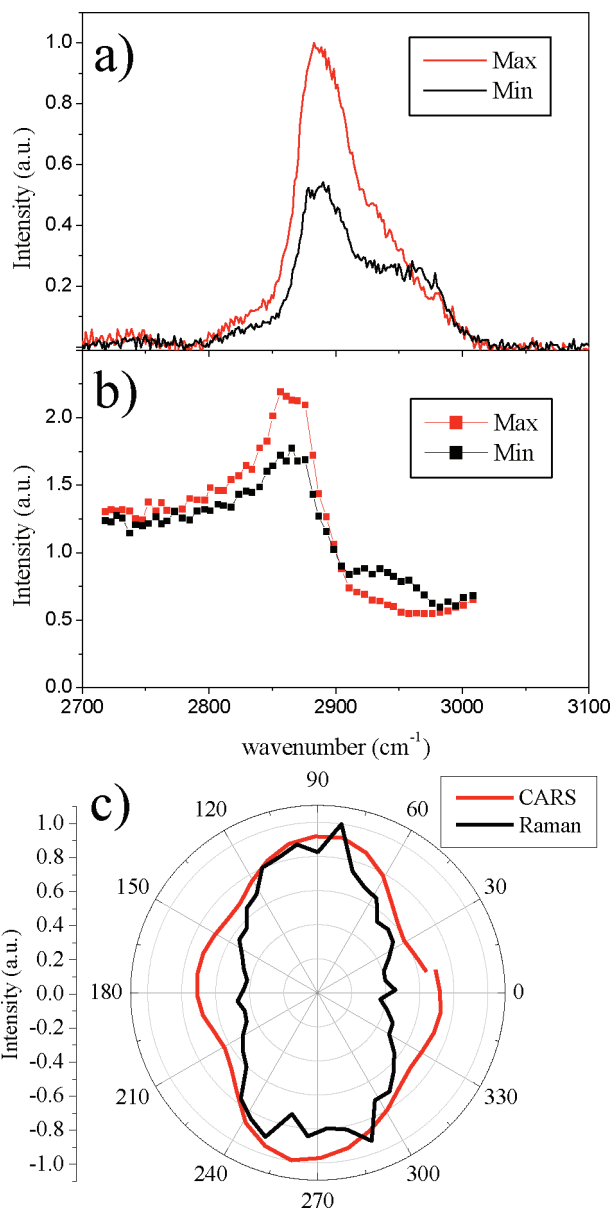 a)
Max
Min
Intensity (a.u.)
1.0
0.8
0.6
0.4
0.2
b)
Max
Min
Intensity (a.u.)
2.0
1.5
1.0
0.5
0.0
2700 2800 2900 3000 3100
wavenumber (cm⁻¹)
c)
CARS
Raman
Intensity (a.u.)
1.0
0.8
0.6
0.4
0.2
0.0
-0.2
-0.4
-0.6
-0.8
-1.0
90
120 60
150 30
180 0
210 330
240 300
270